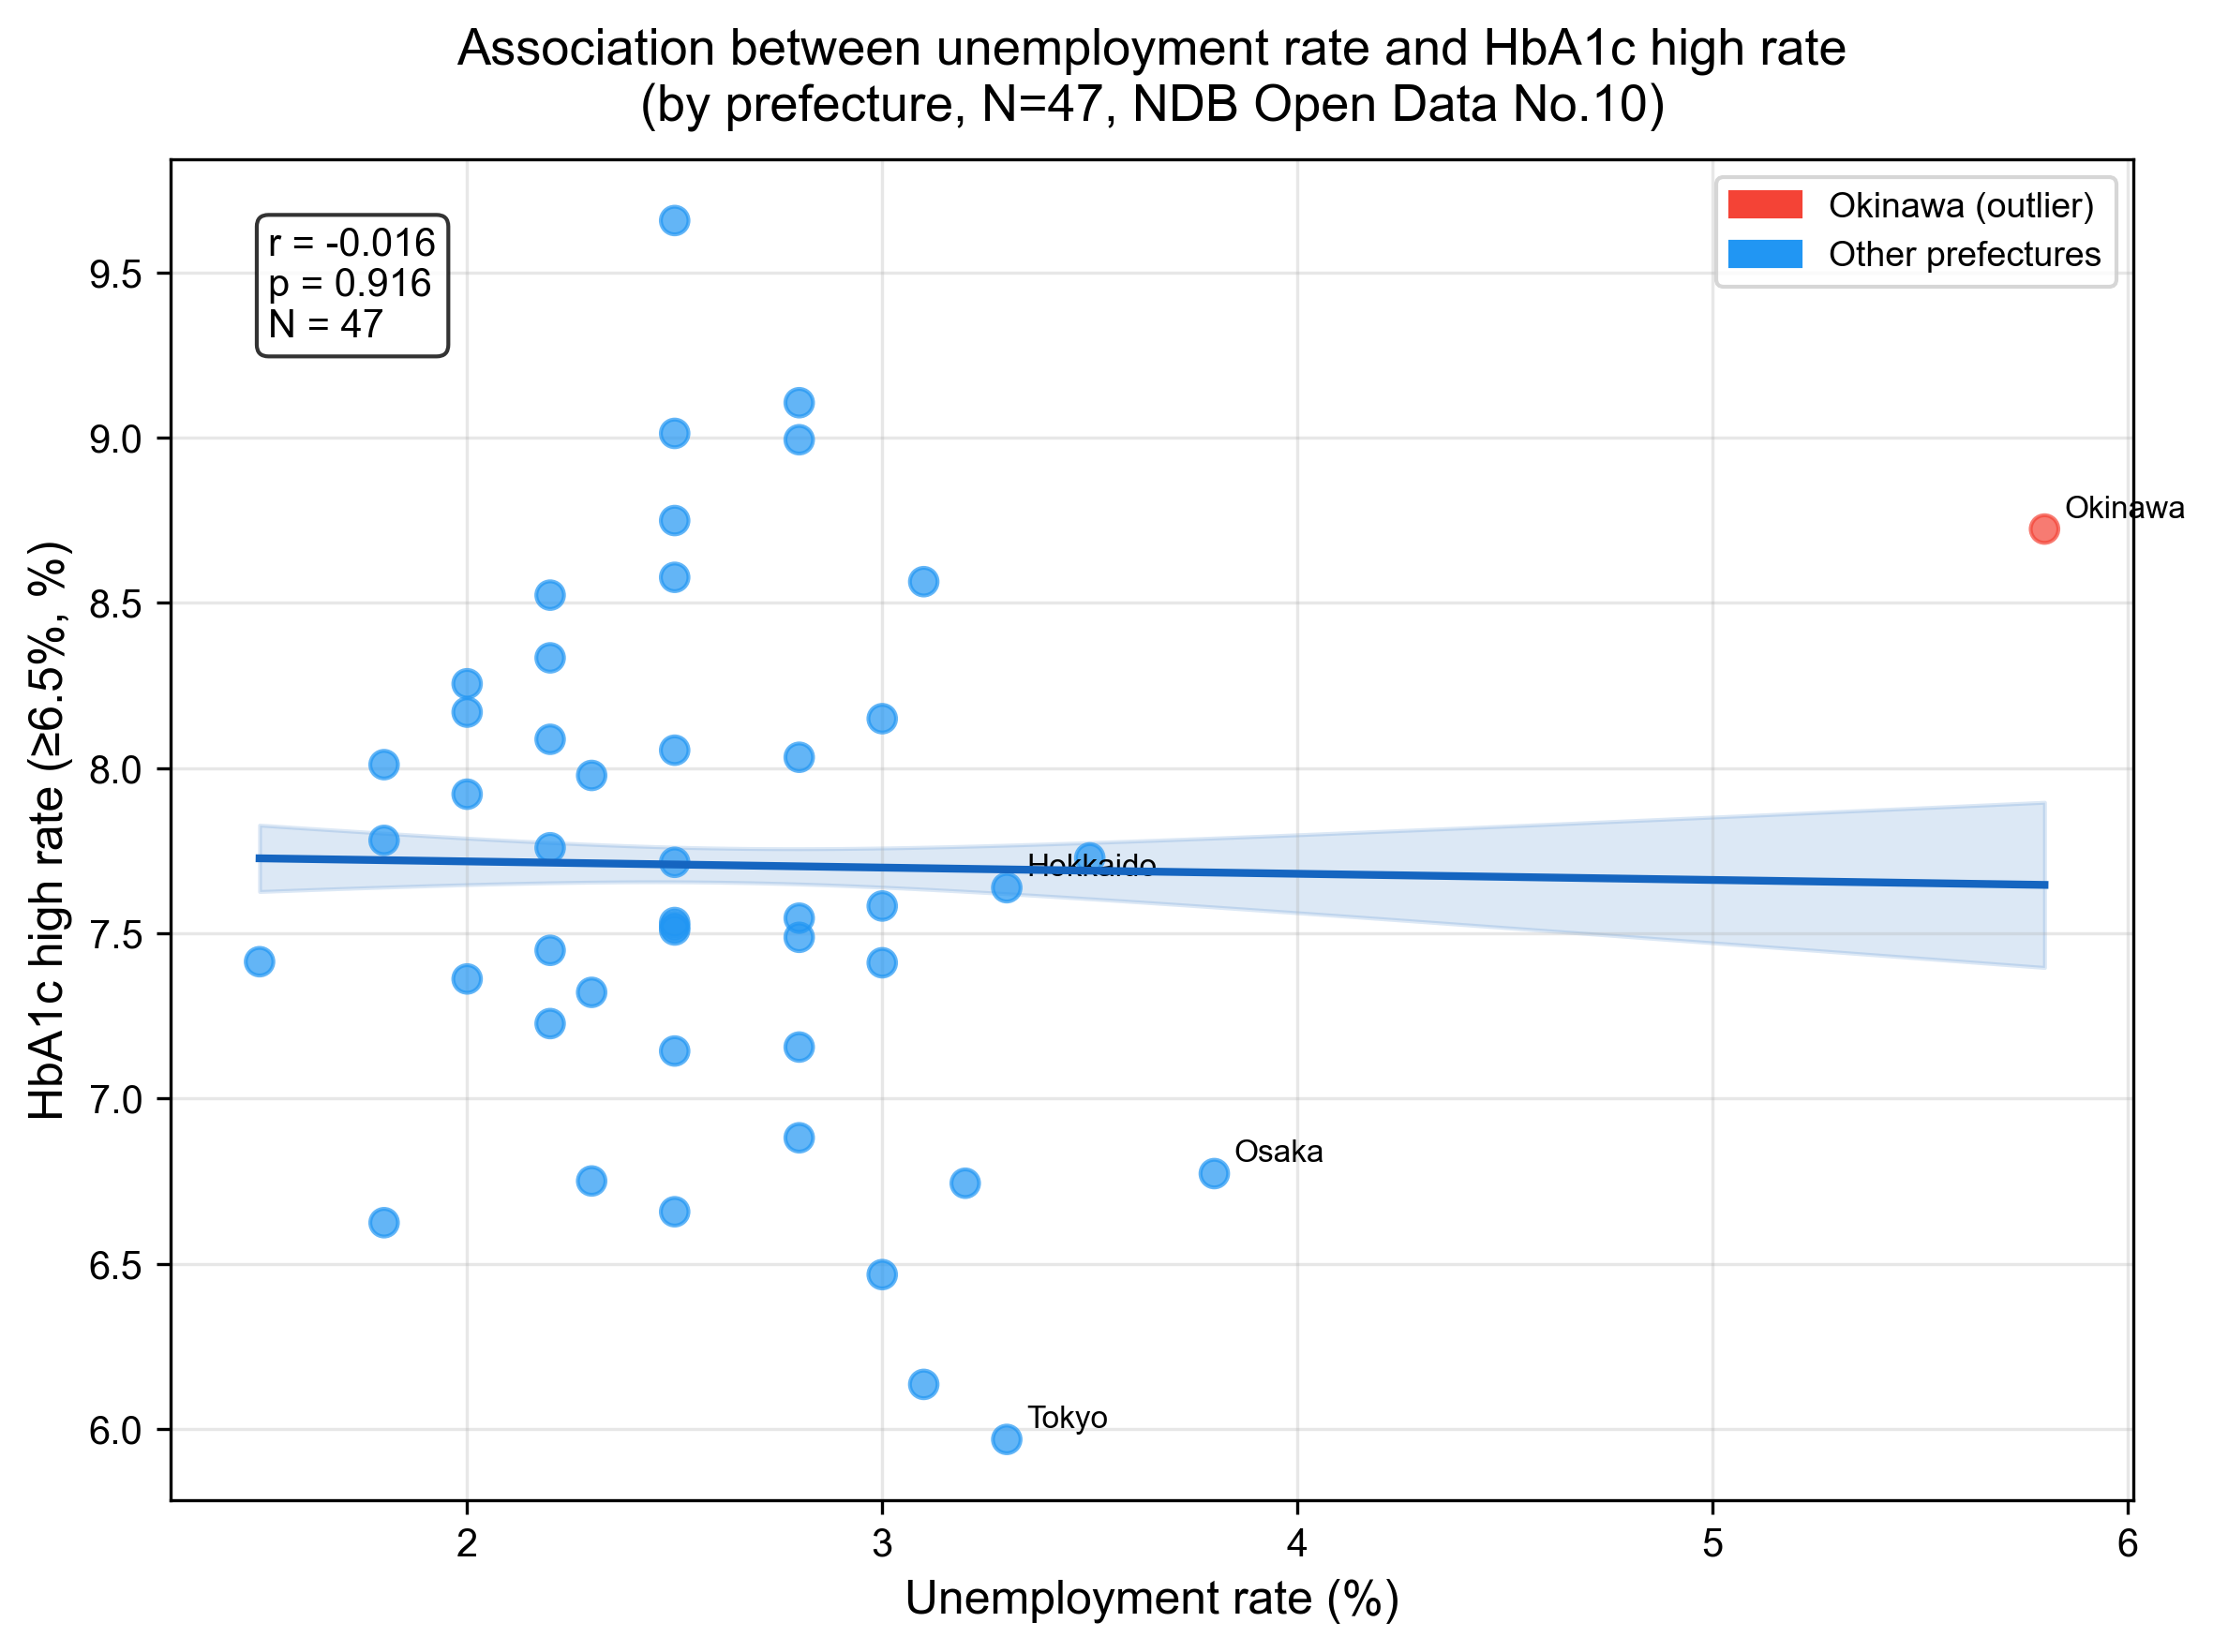 Association between unemployment rate and HbA1c high rate
(by prefecture, N=47, NDB Open Data No.10)
r = -0.016
p = 0.916
N = 47
Okinawa (outlier)
Other prefectures
HbA1c high rate (≥6.5%, %)
9.5
9.0
8.5
8.0
7.5
7.0
6.5
6.0
Okinawa
Hokkaido
Osaka
Tokyo
2
3
4
5
6
Unemployment rate (%)